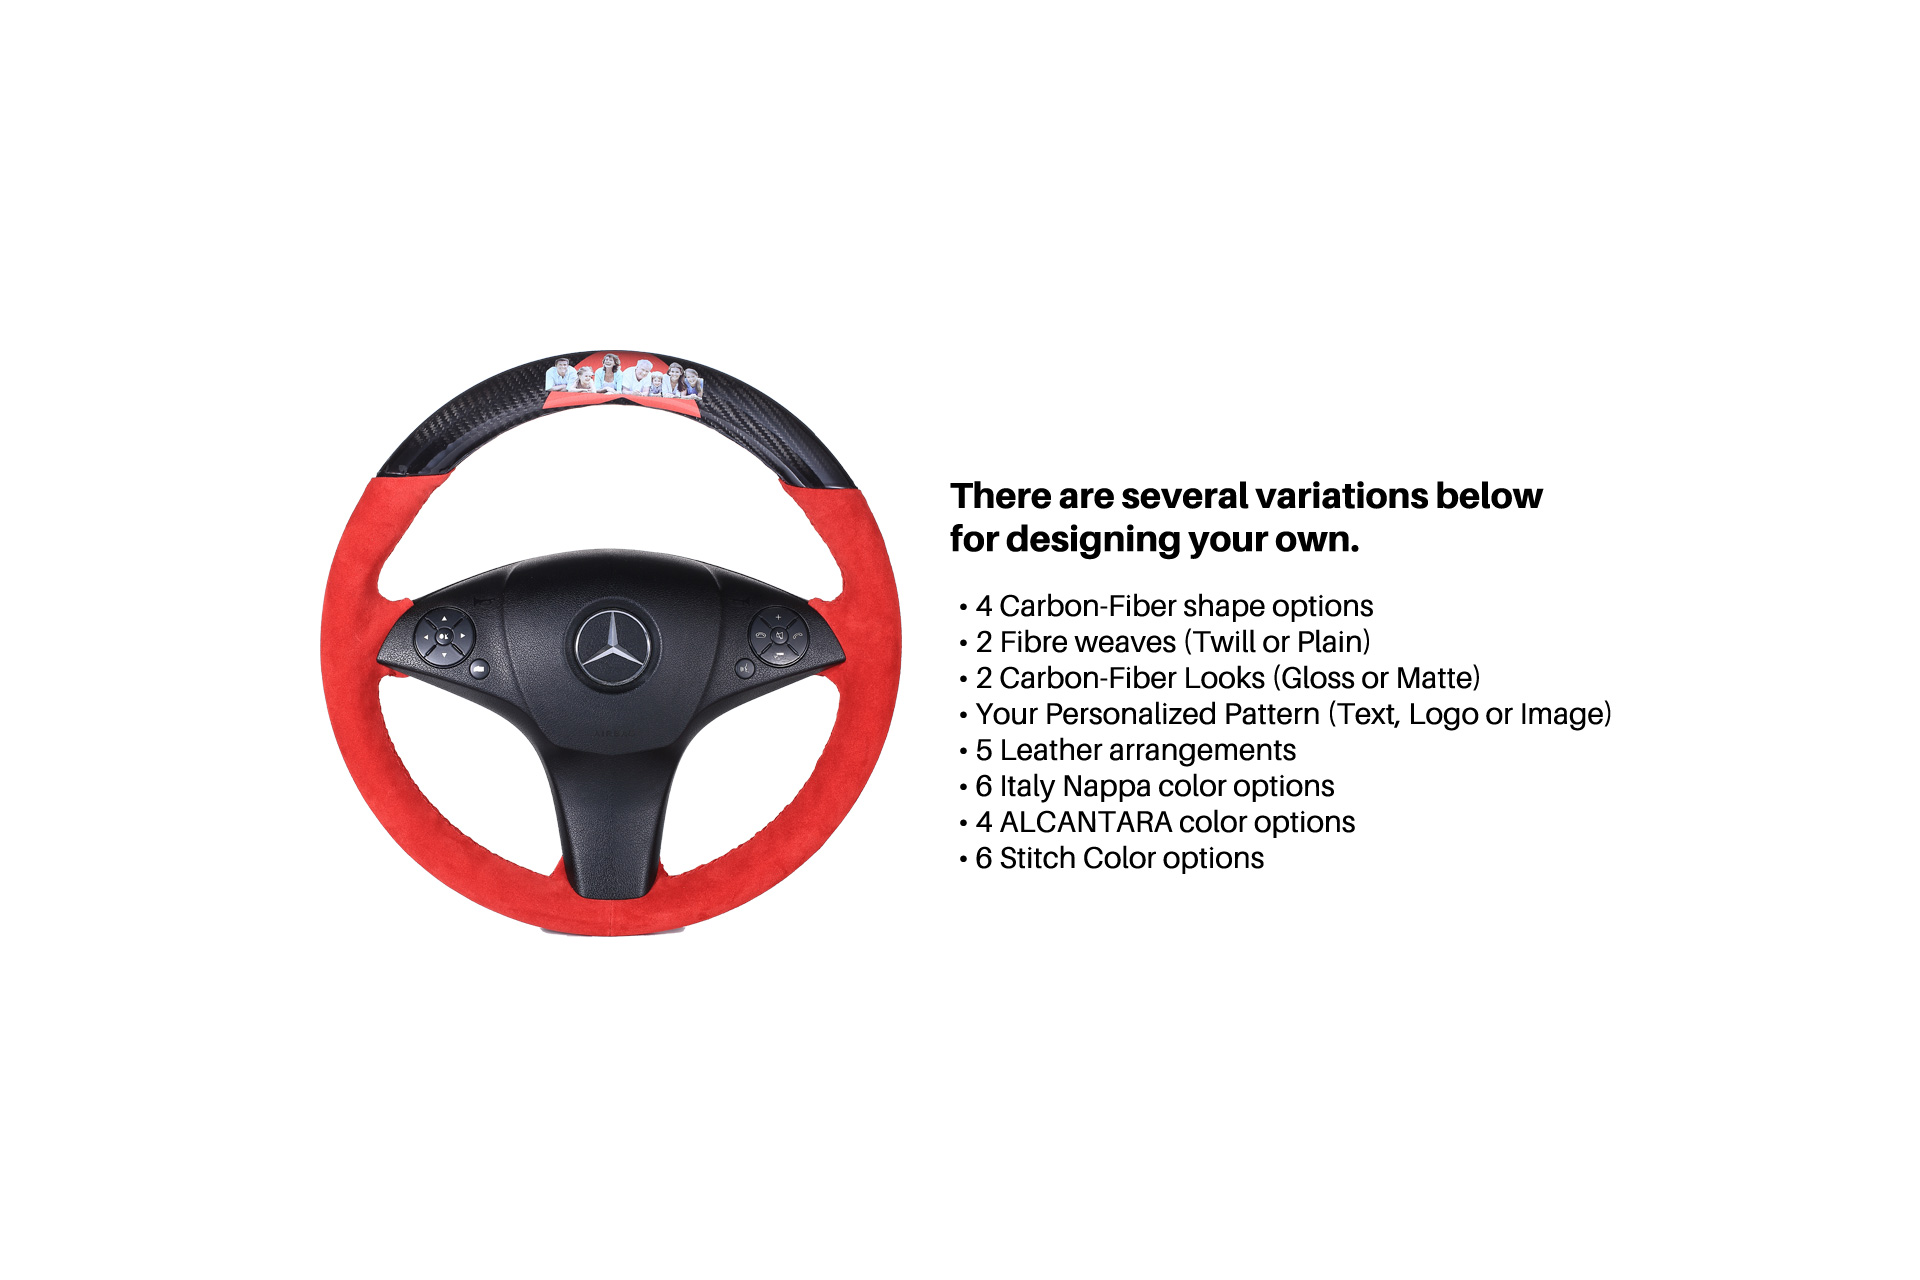 There are several variations below
for designing your own.
• 4 Carbon-Fiber shape options
• 2 Fibre weaves (Twill or Plain)
• 2 Carbon-Fiber Looks (Gloss or Matte)
• Your Personalized Pattern (Text, Logo or Image)
• 5 Leather arrangements
• 6 Italy Nappa color options
• 4 ALCANTARA color options
• 6 Stitch Color options
AIRBAG